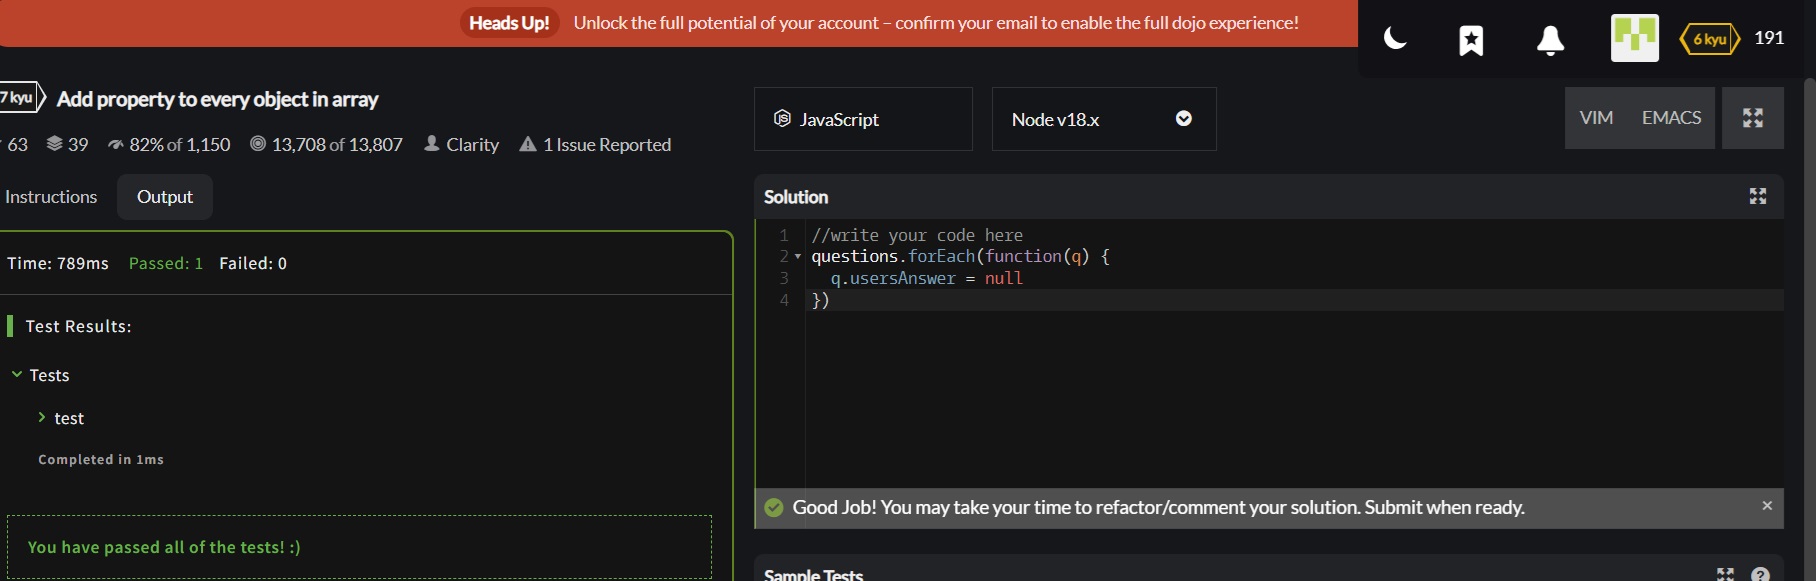 Heads Up! Unlock the full potential of your account – confirm your email to enable the full dojo experience!
6 kyu 191
7 kyu Add property to every object in array
63 39 82% of 1,150 13,708 of 13,807 Clarity 1 Issue Reported
Instructions Output
Time: 789ms Passed: 1 Failed: 0
Test Results:
Tests
test
Completed in 1ms
You have passed all of the tests! :)
JavaScript Node v18.x VIM EMACS
Solution
1 //write your code here
2 questions.forEach(function(q) {
3 q.usersAnswer = null
4 })
Good Job! You may take your time to refactor/comment your solution. Submit when ready.
Sample Tests